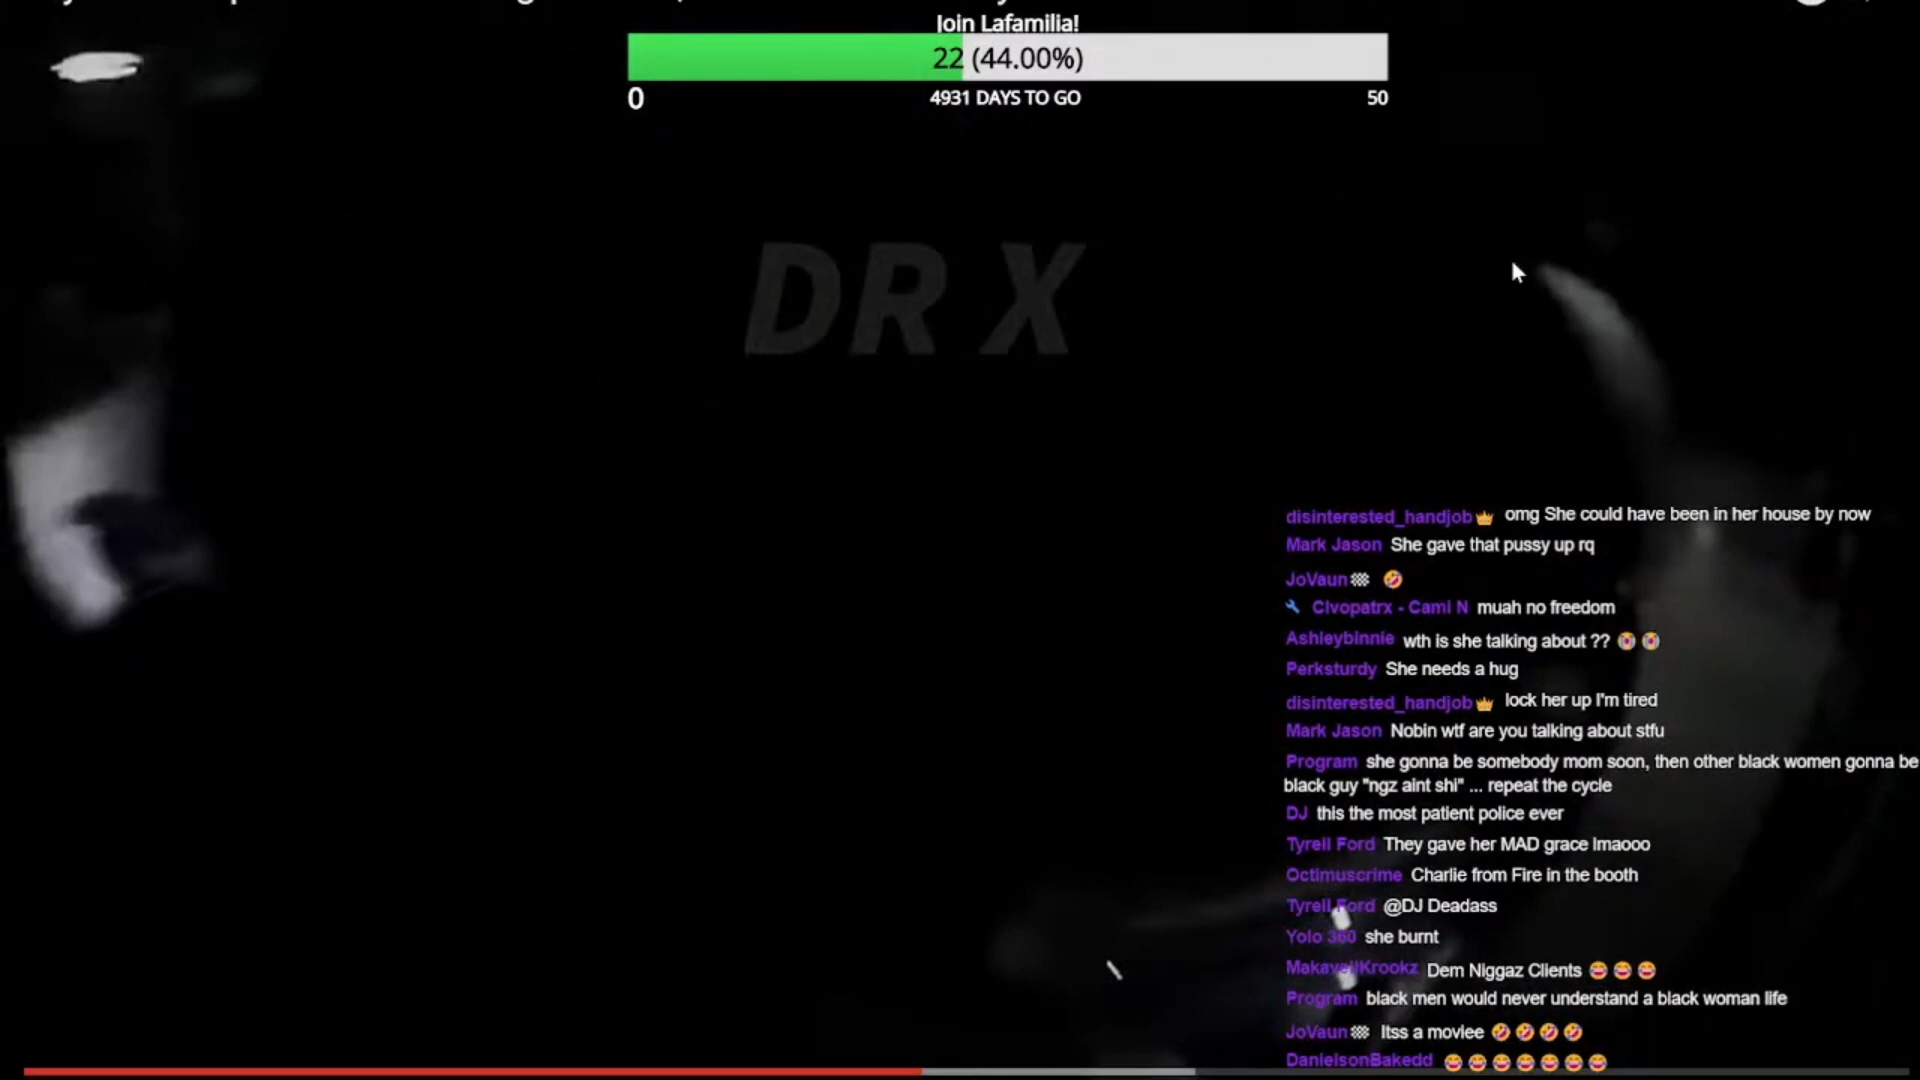 Join Lafamilia!
22 (44.00%)
0 4931 DAYS TO GO 50
DR X
disinterested_handjob omg She could have been in her house by now
Mark Jason She gave that pussy up rq
JoVaun 🤣
Clvopatrx - Cami N muah no freedom
Ashleybinnie wth is she talking about ?? 😭 😭
Perksturdy She needs a hug
disinterested_handjob lock her up I'm tired
Mark Jason Nobin wtf are you talking about stfu
Program she gonna be somebody mom soon, then other black women gonna be
black guy "ngz aint shi" ... repeat the cycle
DJ this the most patient police ever
Tyrell Ford They gave her MAD grace lmaooo
Octimuscrime Charlie from Fire in the booth
Tyrell Ford @DJ Deadass
Yolo 360 she burnt
MakaveliKrookz Dem Niggaz Clients 😂 😂 😂
Program black men would never understand a black woman life
JoVaun Itss a moviee 🤣 🤣 🤣 🤣
DanielsonBakedd 😂 😂 😂 😂 😂 😂 😂